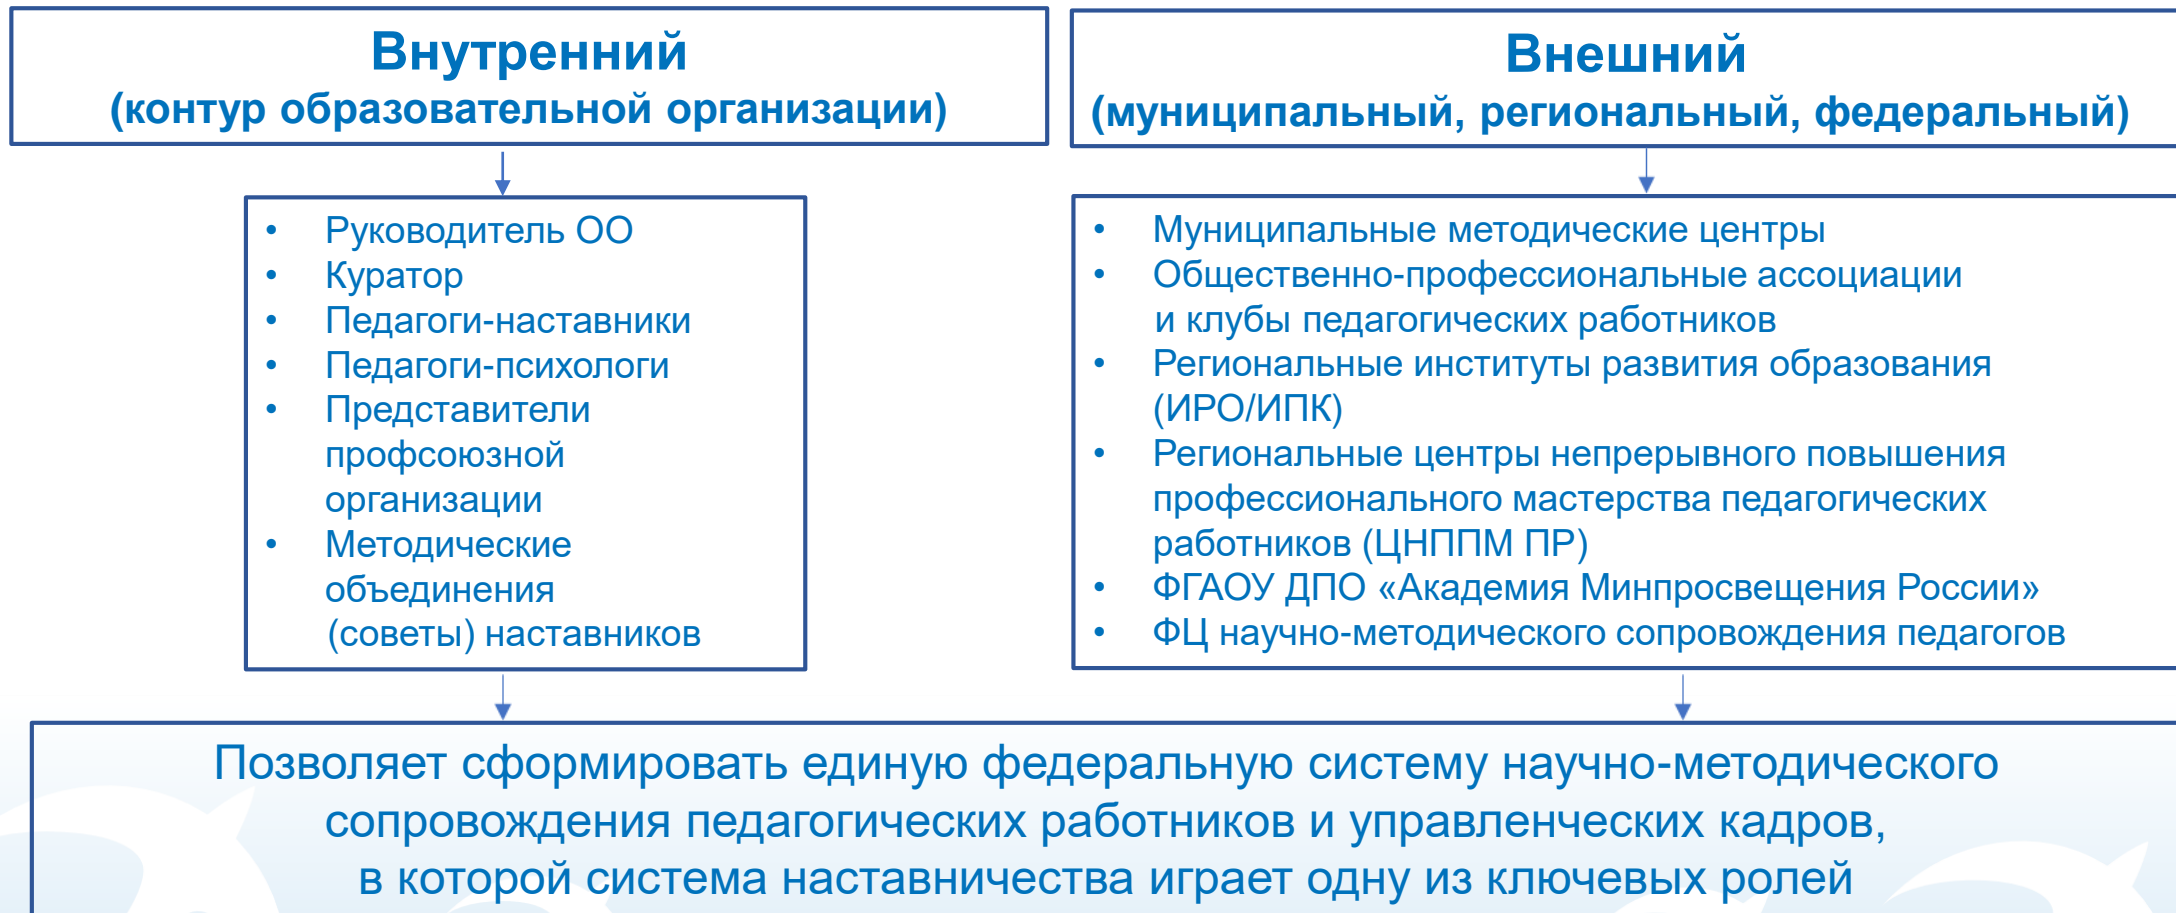 Внутренний
(контур образовательной организации)
Внешний
(муниципальный, региональный, федеральный)
• Руководитель ОО
• Куратор
• Педагоги-наставники
• Педагоги-психологи
• Представители
профсоюзной
организации
• Методические
объединения
(советы) наставников
• Муниципальные методические центры
• Общественно-профессиональные ассоциации
и клубы педагогических работников
• Региональные институты развития образования
(ИРО/ИПК)
• Региональные центры непрерывного повышения
профессионального мастерства педагогических
работников (ЦНППМ ПР)
• ФГАОУ ДПО «Академия Минпросвещения России»
• ФЦ научно-методического сопровождения педагогов
Позволяет сформировать единую федеральную систему научно-методического
сопровождения педагогических работников и управленческих кадров,
в которой система наставничества играет одну из ключевых ролей